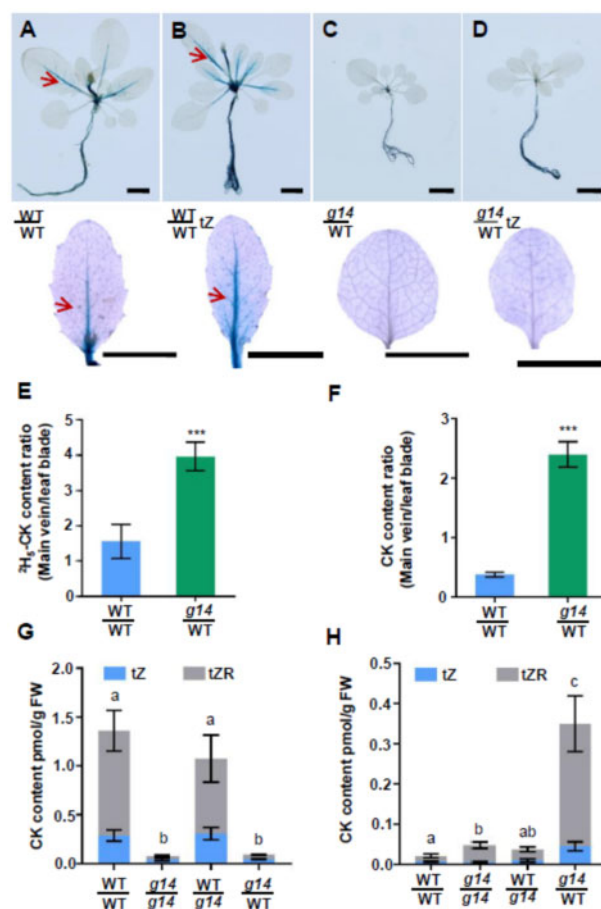 A B C D
WT/WT WT/WT tZ g14/WT g14/WT tZ
E
²H₅-CK content ratio
(Main vein/leaf blade)
5
4
3
2
1
0
***
WT/WT g14/WT
F
CK content ratio
(Main vein/leaf blade)
3
2
1
0
***
WT/WT g14/WT
G
tZ tZR
CK content pmol/g FW
2.0
1.5
1.0
0.5
0.0
a b a b
WT/WT g14/g14 WT/g14 g14/WT
H
tZ tZR
CK content pmol/g FW
0.5
0.4
0.3
0.2
0.1
0.0
a b ab c
WT/WT g14/g14 WT/g14 g14/WT